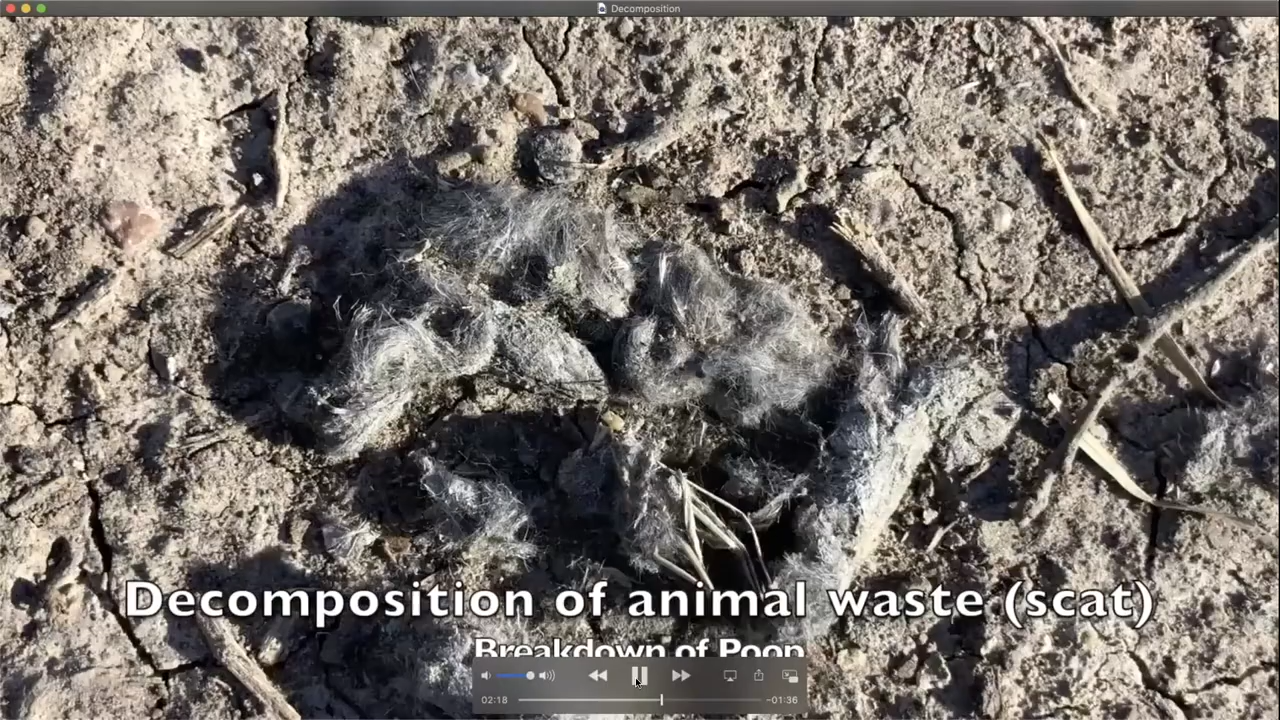 Decomposition
Decomposition of animal waste (scat)
Breakdown of Poop
02:18
-01:36